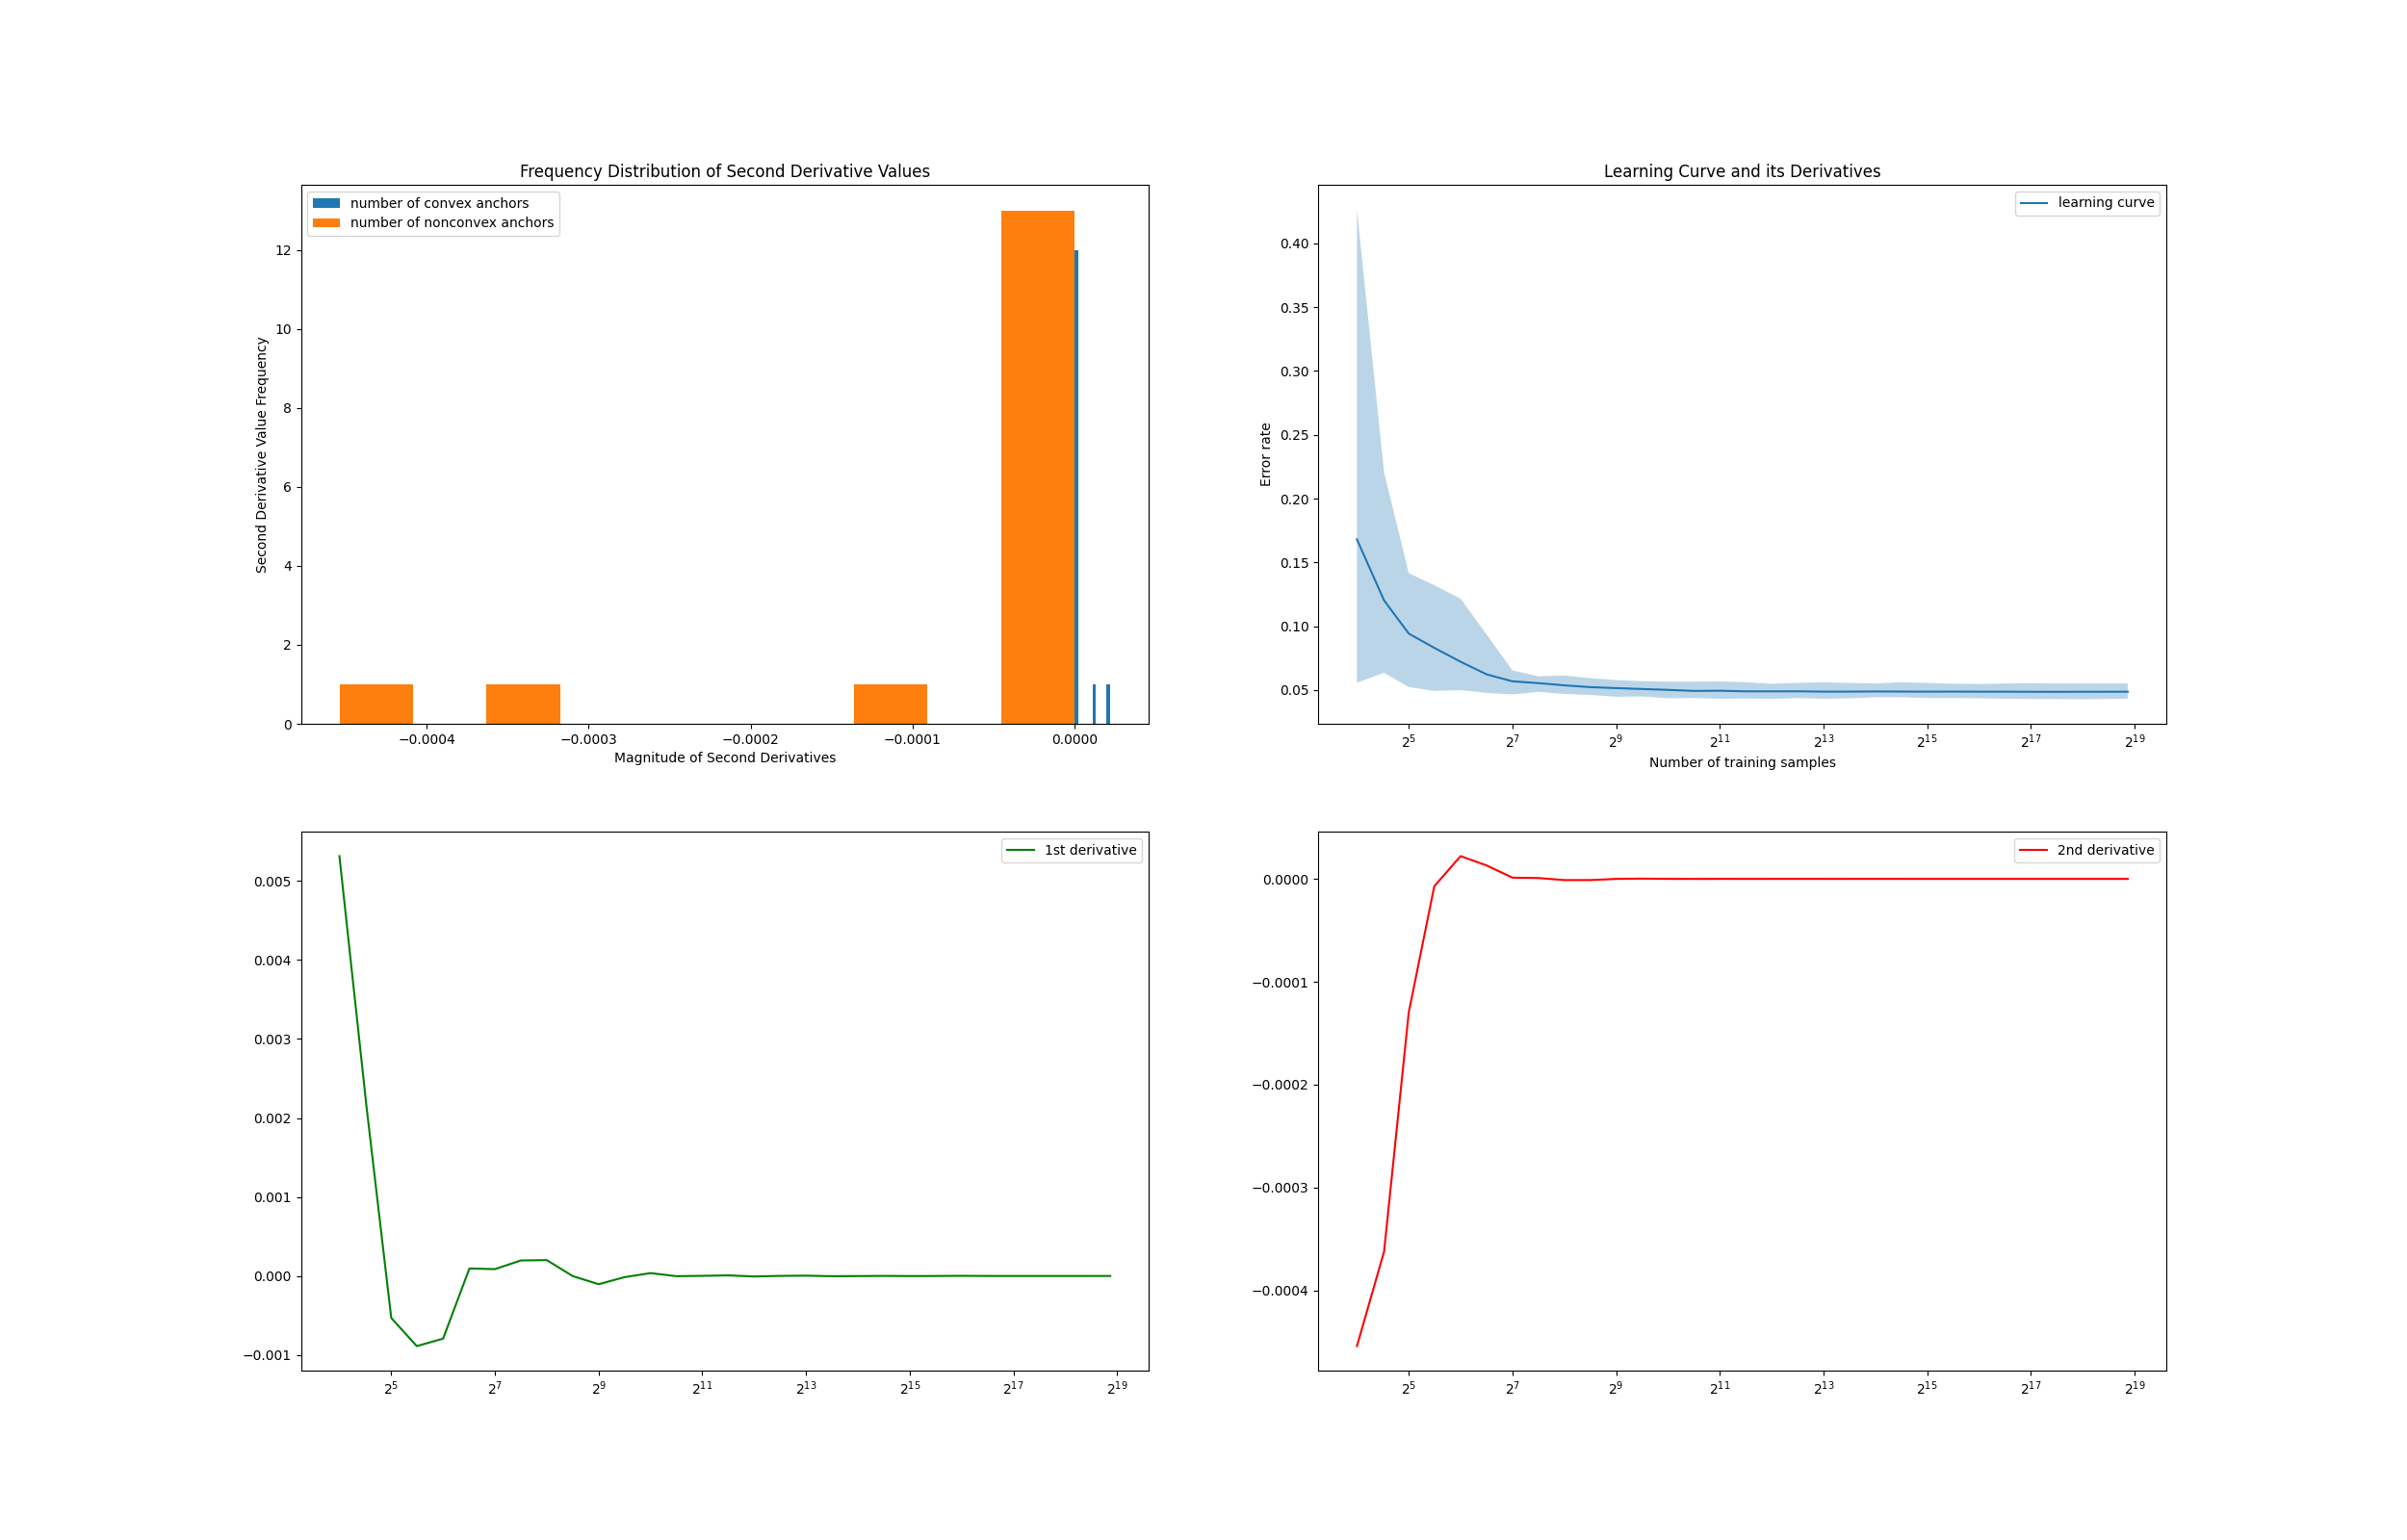 Frequency Distribution of Second Derivative Values
number of convex anchors
number of nonconvex anchors
12
10
8
6
4
2
0
Second Derivative Value Frequency
−0.0004 −0.0003 −0.0002 −0.0001 0.0000
Magnitude of Second Derivatives
Learning Curve and its Derivatives
learning curve
0.40
0.35
0.30
0.25
0.20
0.15
0.10
0.05
Error rate
2^5 2^7 2^9 2^11 2^13 2^15 2^17 2^19
Number of training samples
1st derivative
0.005
0.004
0.003
0.002
0.001
0.000
−0.001
2^5 2^7 2^9 2^11 2^13 2^15 2^17 2^19
2nd derivative
0.0000
−0.0001
−0.0002
−0.0003
−0.0004
2^5 2^7 2^9 2^11 2^13 2^15 2^17 2^19